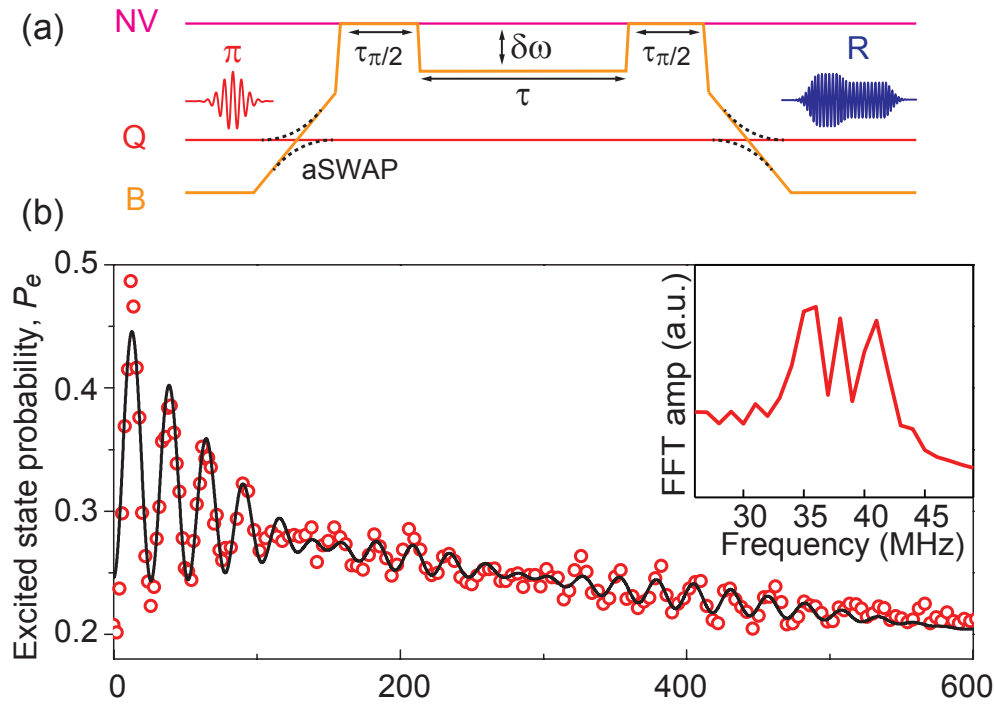 (a)
NV
π
τπ/2
δω
τπ/2
R
τ
Q
aSWAP
B
(b)
Excited state probability, Pe
0.5
0.4
0.3
0.2
0
200
400
600
FFT amp (a.u.)
30
35
40
45
Frequency (MHz)